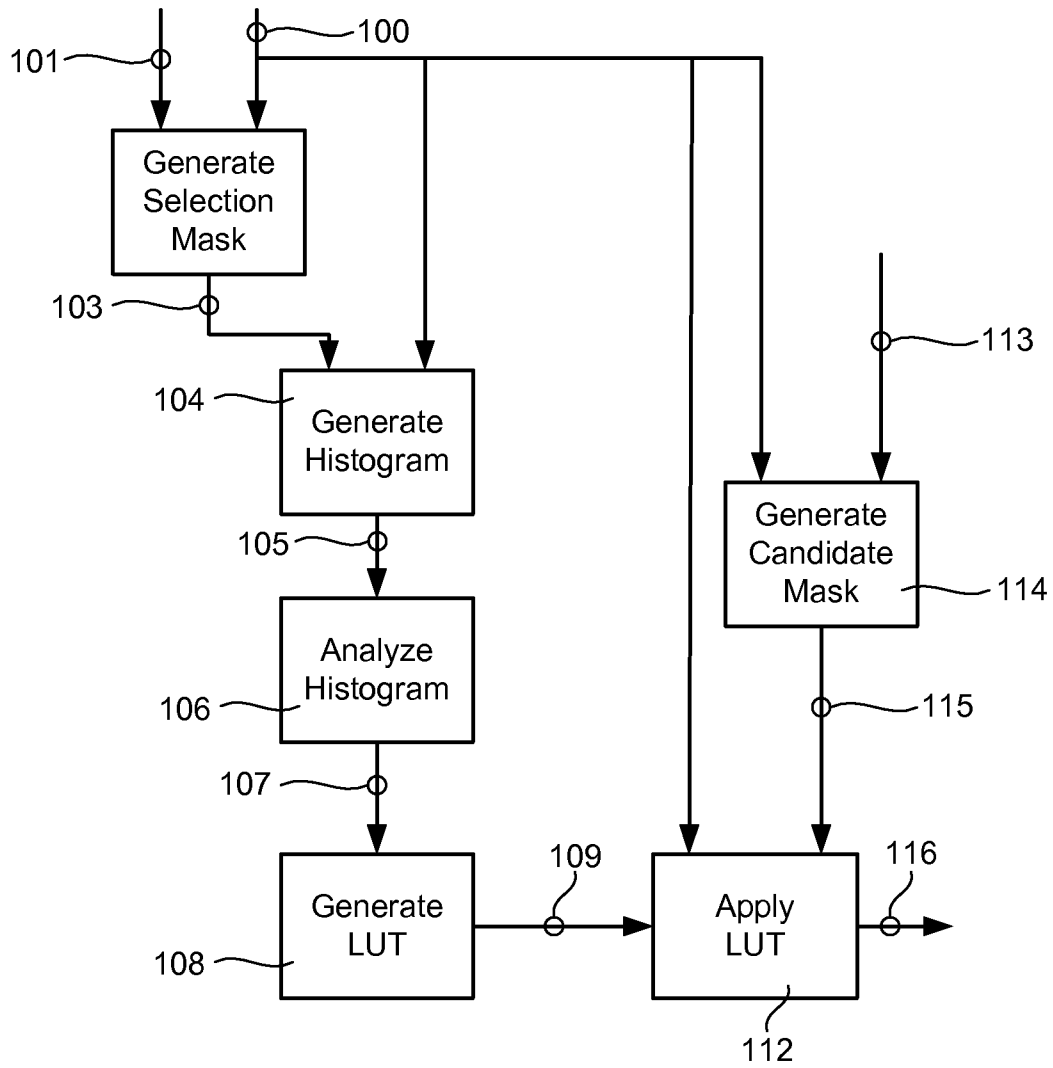 100
101
Generate
Selection
Mask
103
113
104
Generate
Histogram
105
Generate
Candidate
Mask
114
Analyze
Histogram
106
115
107
109
116
Generate
LUT
108
Apply
LUT
112